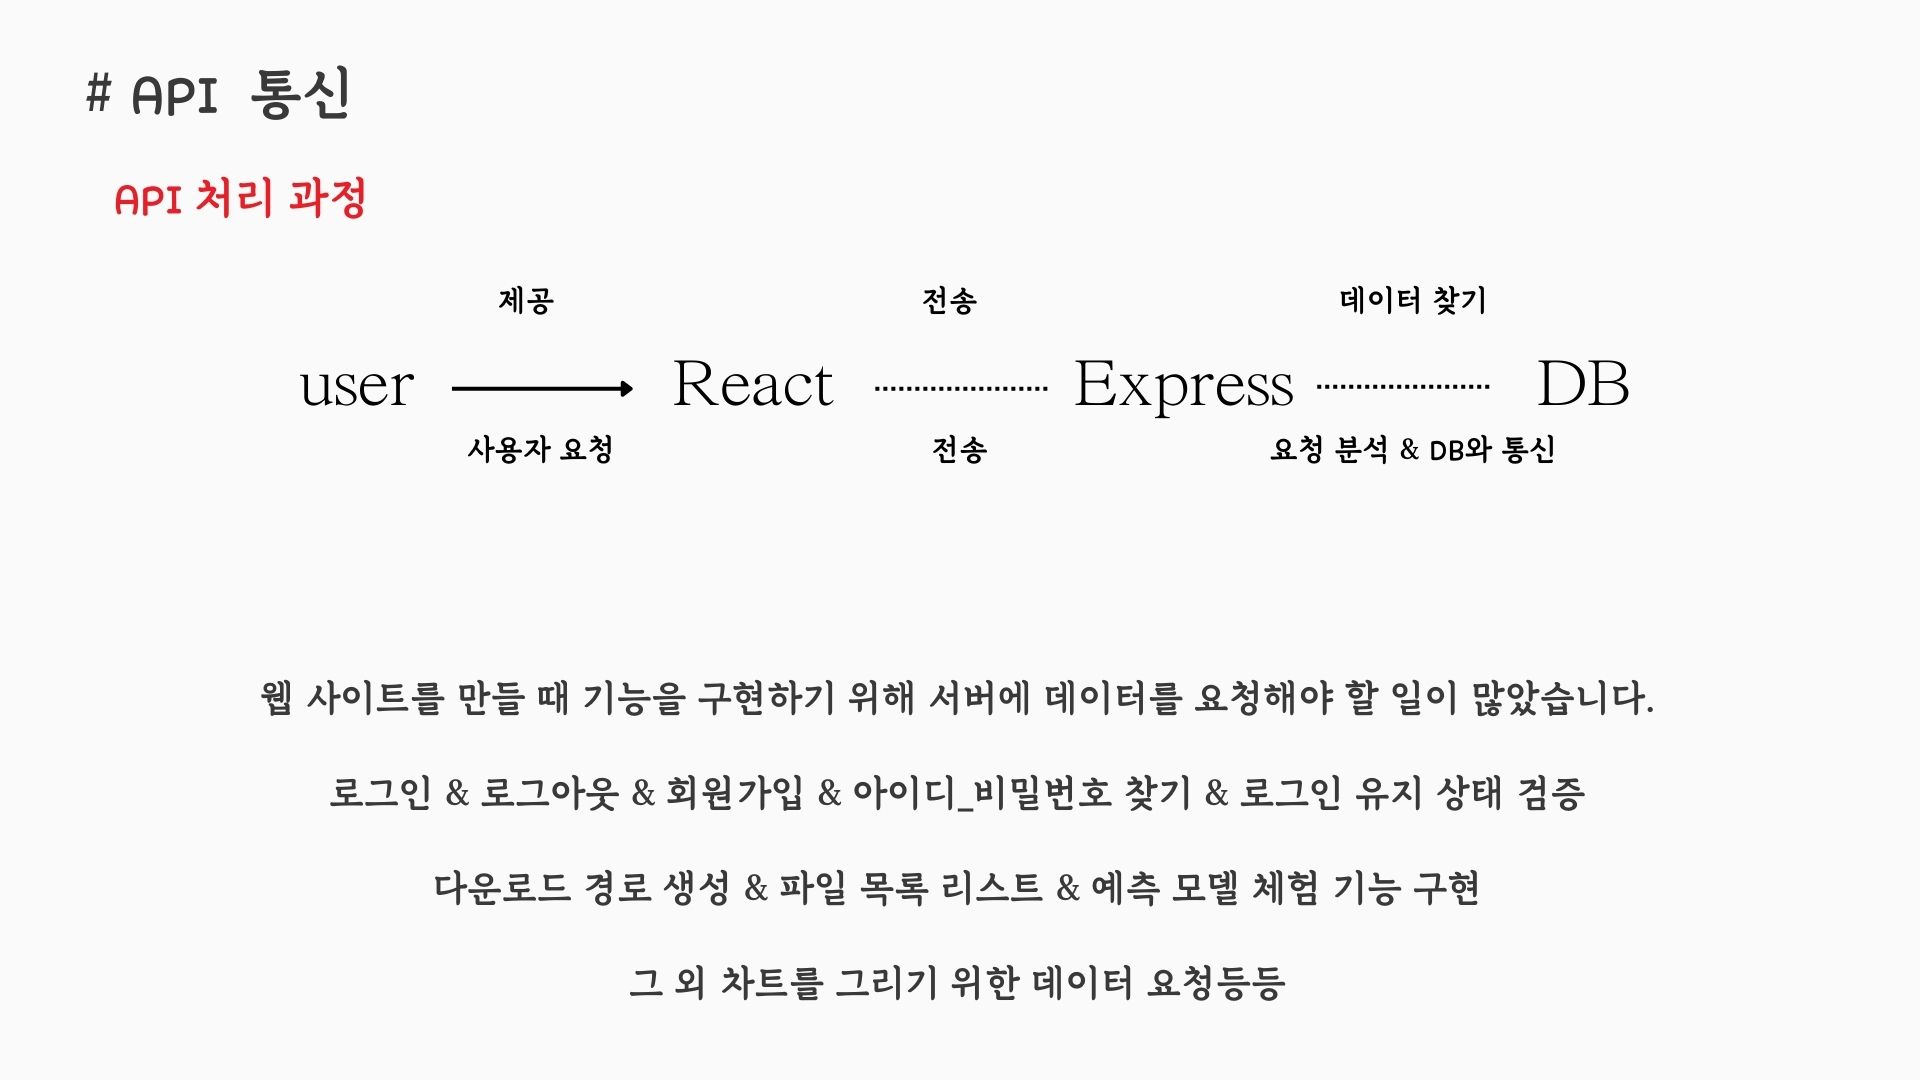 # API 통신
API 처리 과정
제공 전송 데이터 찾기
user React Express DB
사용자 요청 전송 요청 분석 & DB와 통신
웹 사이트를 만들 때 기능을 구현하기 위해 서버에 데이터를 요청해야 할 일이 많았습니다.
로그인 & 로그아웃 & 회원가입 & 아이디_비밀번호 찾기 & 로그인 유지 상태 검증
다운로드 경로 생성 & 파일 목록 리스트 & 예측 모델 체험 기능 구현
그 외 차트를 그리기 위한 데이터 요청등등